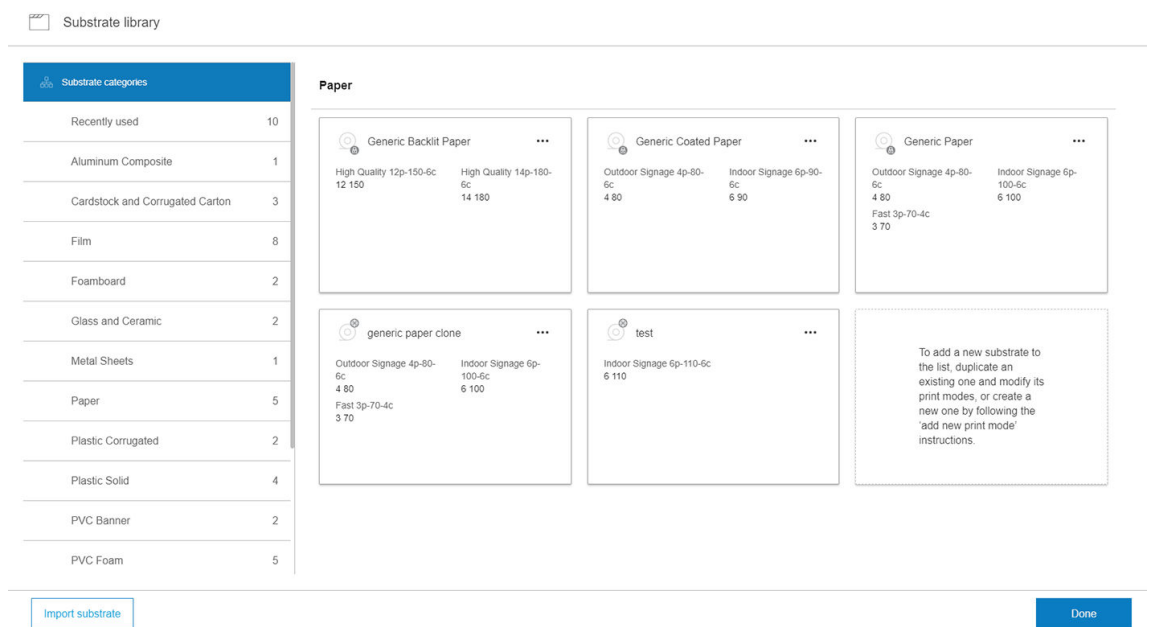 Substrate library
Substrate categories
Recently used 10
Aluminum Composite 1
Cardstock and Corrugated Carton 3
Film 8
Foamboard 2
Glass and Ceramic 2
Metal Sheets 1
Paper 5
Plastic Corrugated 2
Plastic Solid 4
PVC Banner 2
PVC Foam 5
Paper
Generic Backlit Paper
High Quality 12p-150-6c
12 150
High Quality 14p-180-
6c
14 180
Generic Coated Paper
Outdoor Signage 4p-80-
6c
4 80
Indoor Signage 6p-90-
6c
6 90
Generic Paper
Outdoor Signage 4p-80-
6c
4 80
Indoor Signage 6p-
100-6c
6 100
Fast 3p-70-4c
3 70
generic paper clone
Outdoor Signage 4p-80-
6c
4 80
Indoor Signage 6p-
100-6c
6 100
Fast 3p-70-4c
3 70
test
Indoor Signage 6p-110-6c
6 110
To add a new substrate to
the list, duplicate an
existing one and modify its
print modes, or create a
new one by following the
'add new print mode'
instructions.
Import substrate
Done